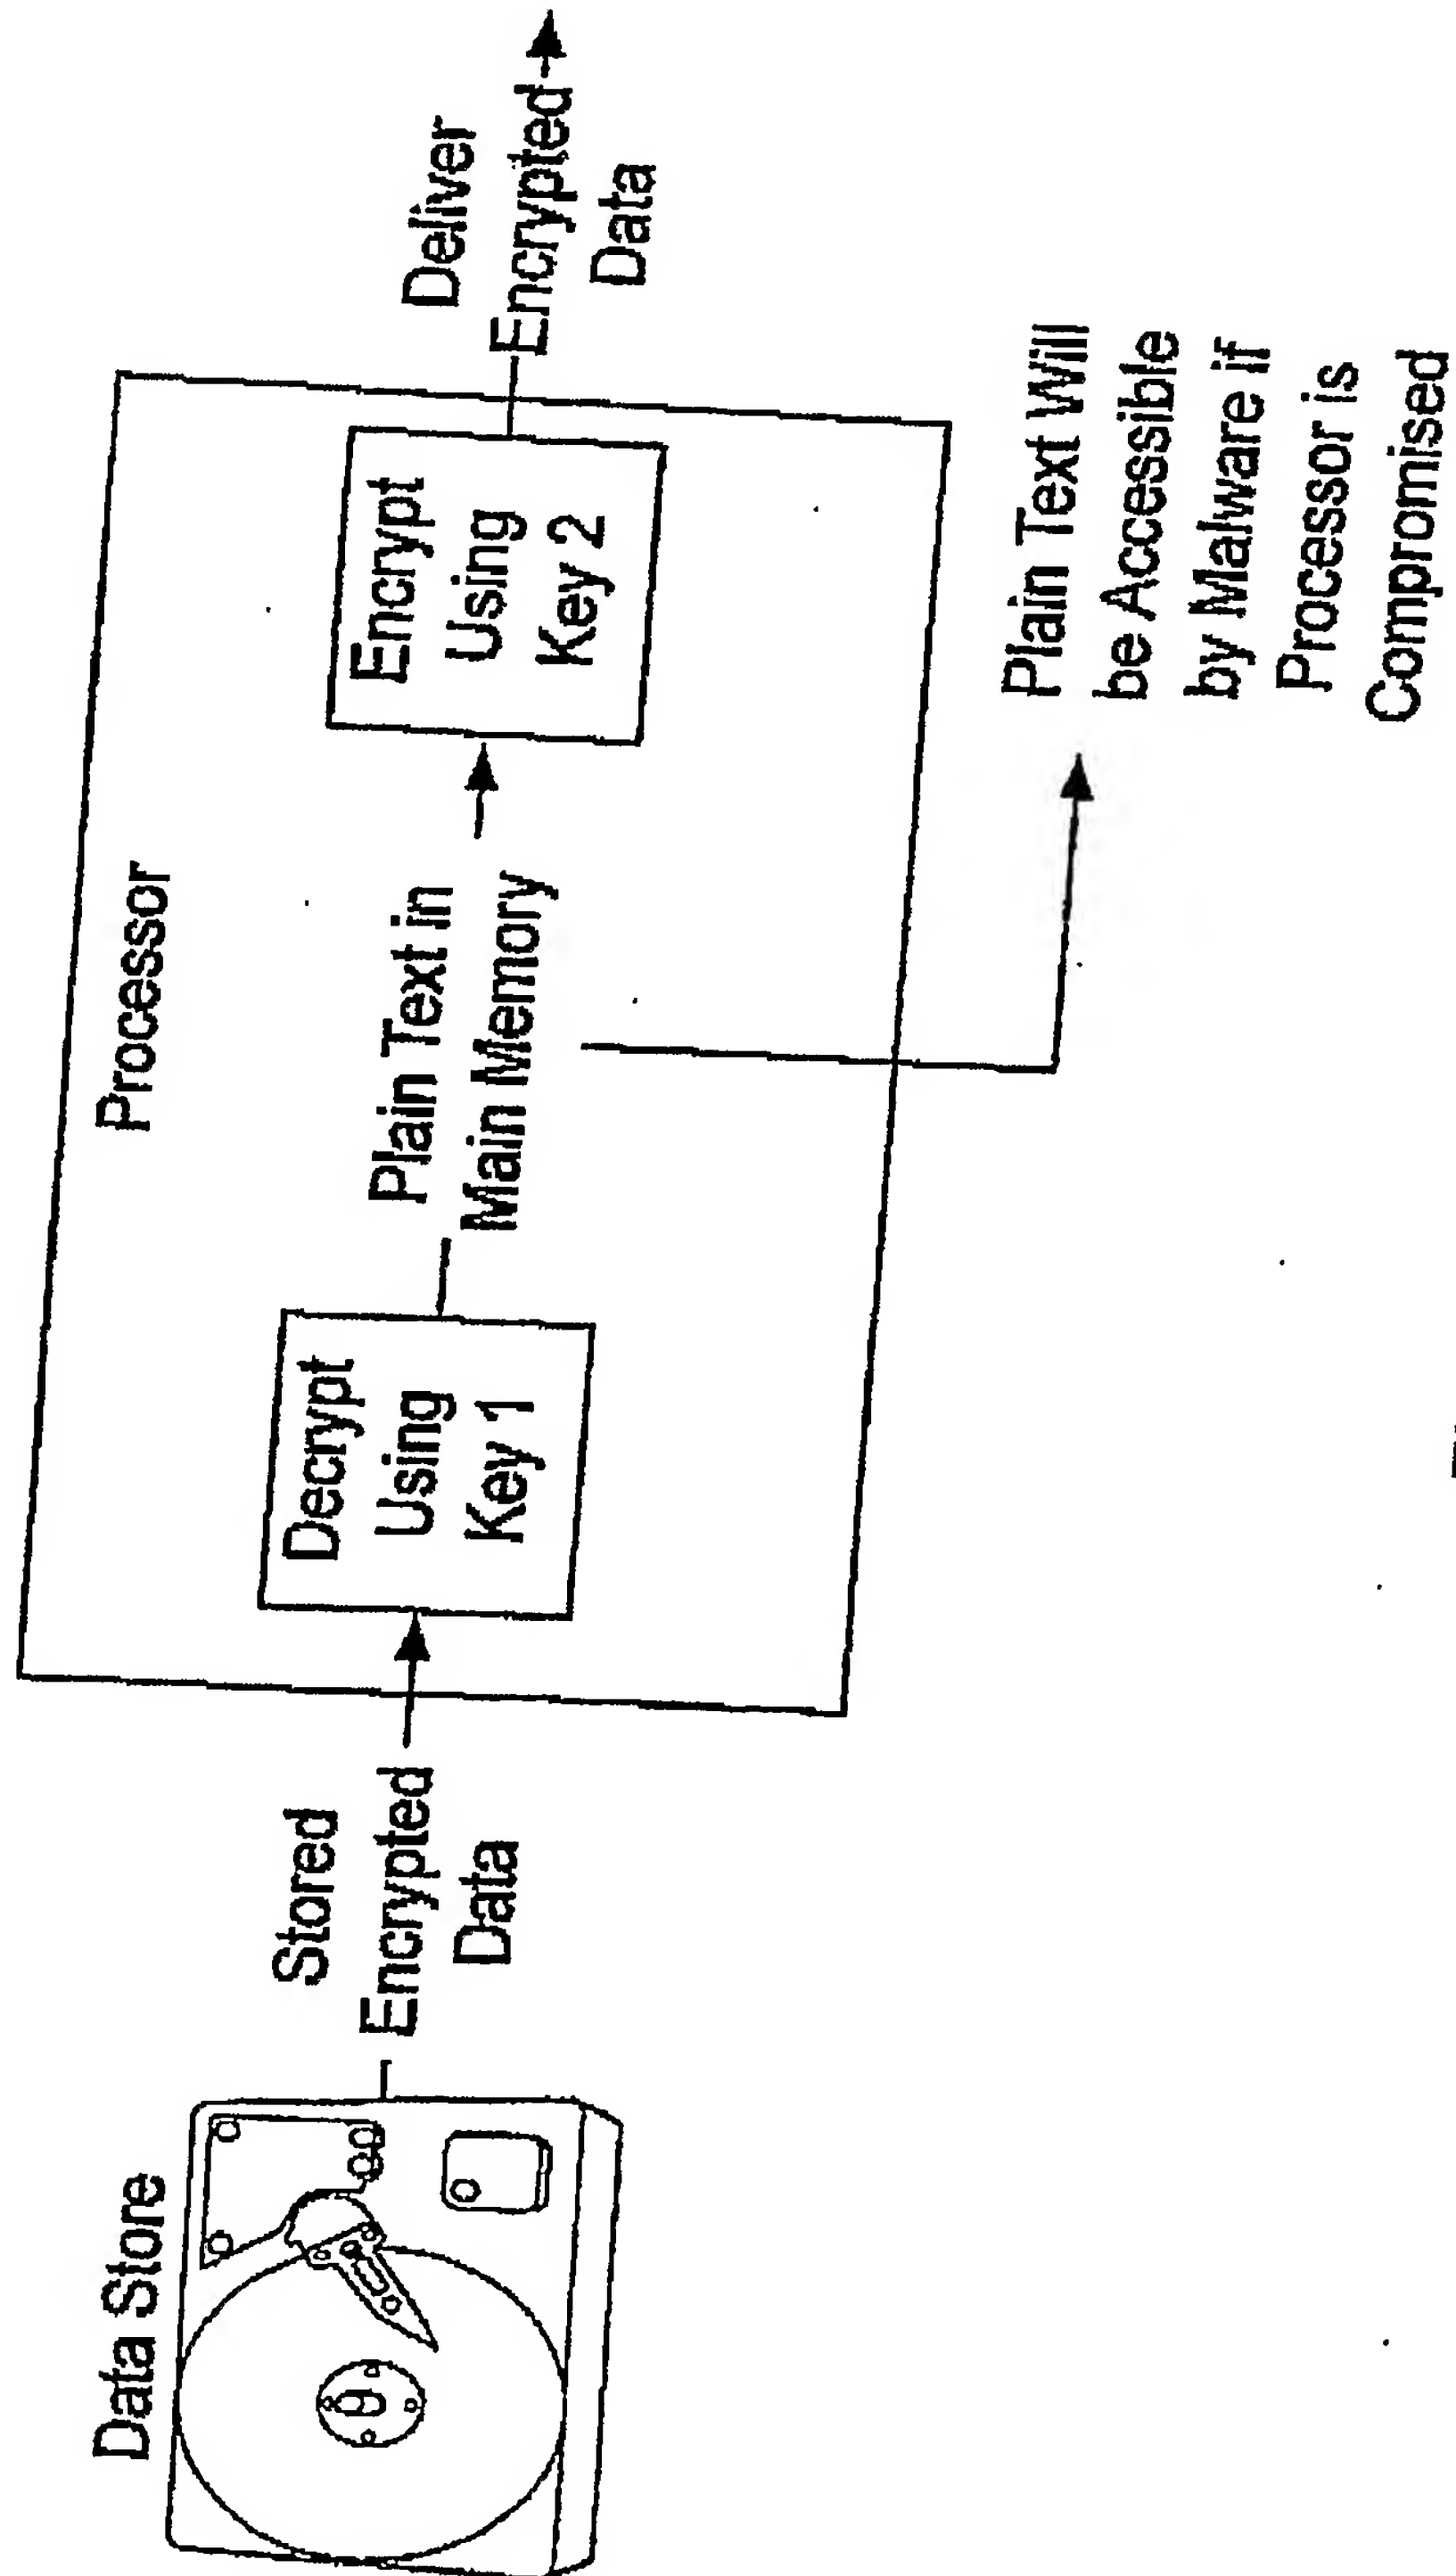 Data Store
Stored
Encrypted
Data
Processor
Decrypt
Using
Key 1
Plain Text in
Main Memory
Encrypt
Using
Key 2
Deliver
Encrypted
Data
Plain Text Will
be Accessible
by Malware if
Processor is
Compromised